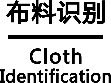 布料识别
Cloth
Identification